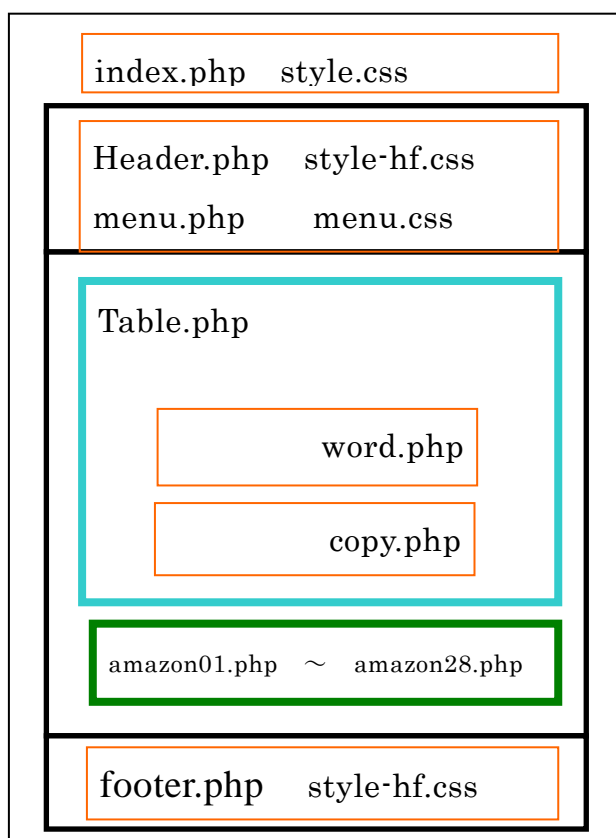 index.php style.css
Header.php style-hf.css
menu.php menu.css
Table.php
word.php
copy.php
amazon01.php ～ amazon28.php
footer.php style-hf.css